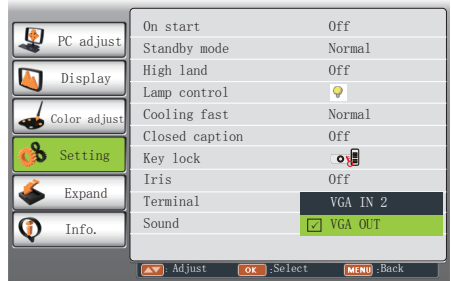 PC adjust
Display
Color adjust
Setting
Expand
Info.
On start Off
Standby mode Normal
High land Off
Lamp control
Cooling fast Normal
Closed caption Off
Key lock
Iris Off
Terminal VGA IN 2
Sound VGA OUT
: Adjust OK :Select MENU :Back